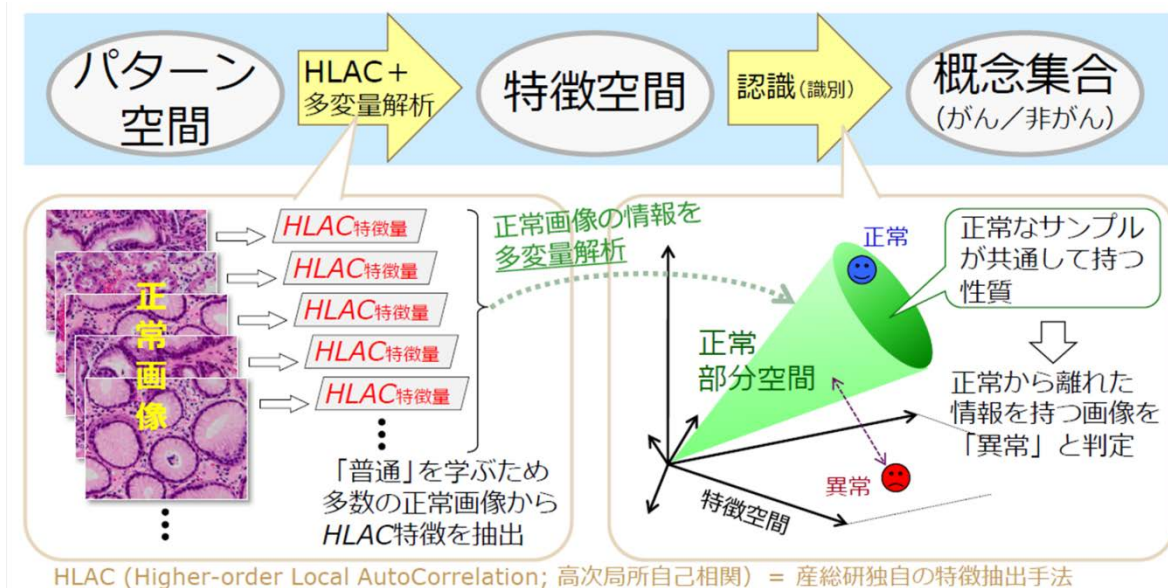 パターン
空間
HLAC+
多変量解析
特徴空間
認識(識別)
概念集合
(がん／非がん)
正常画像
HLAC特徴量
HLAC特徴量
HLAC特徴量
HLAC特徴量
HLAC特徴量
「普通」を学ぶため
多数の正常画像から
HLAC特徴を抽出
正常画像の情報を
多変量解析
正常
正常なサンプル
が共通して持つ
性質
正常
部分空間
正常から離れた
情報を持つ画像を
「異常」と判定
異常
特徴空間
HLAC (Higher-order Local AutoCorrelation; 高次局所自己相関) = 産総研独自の特徴抽出手法